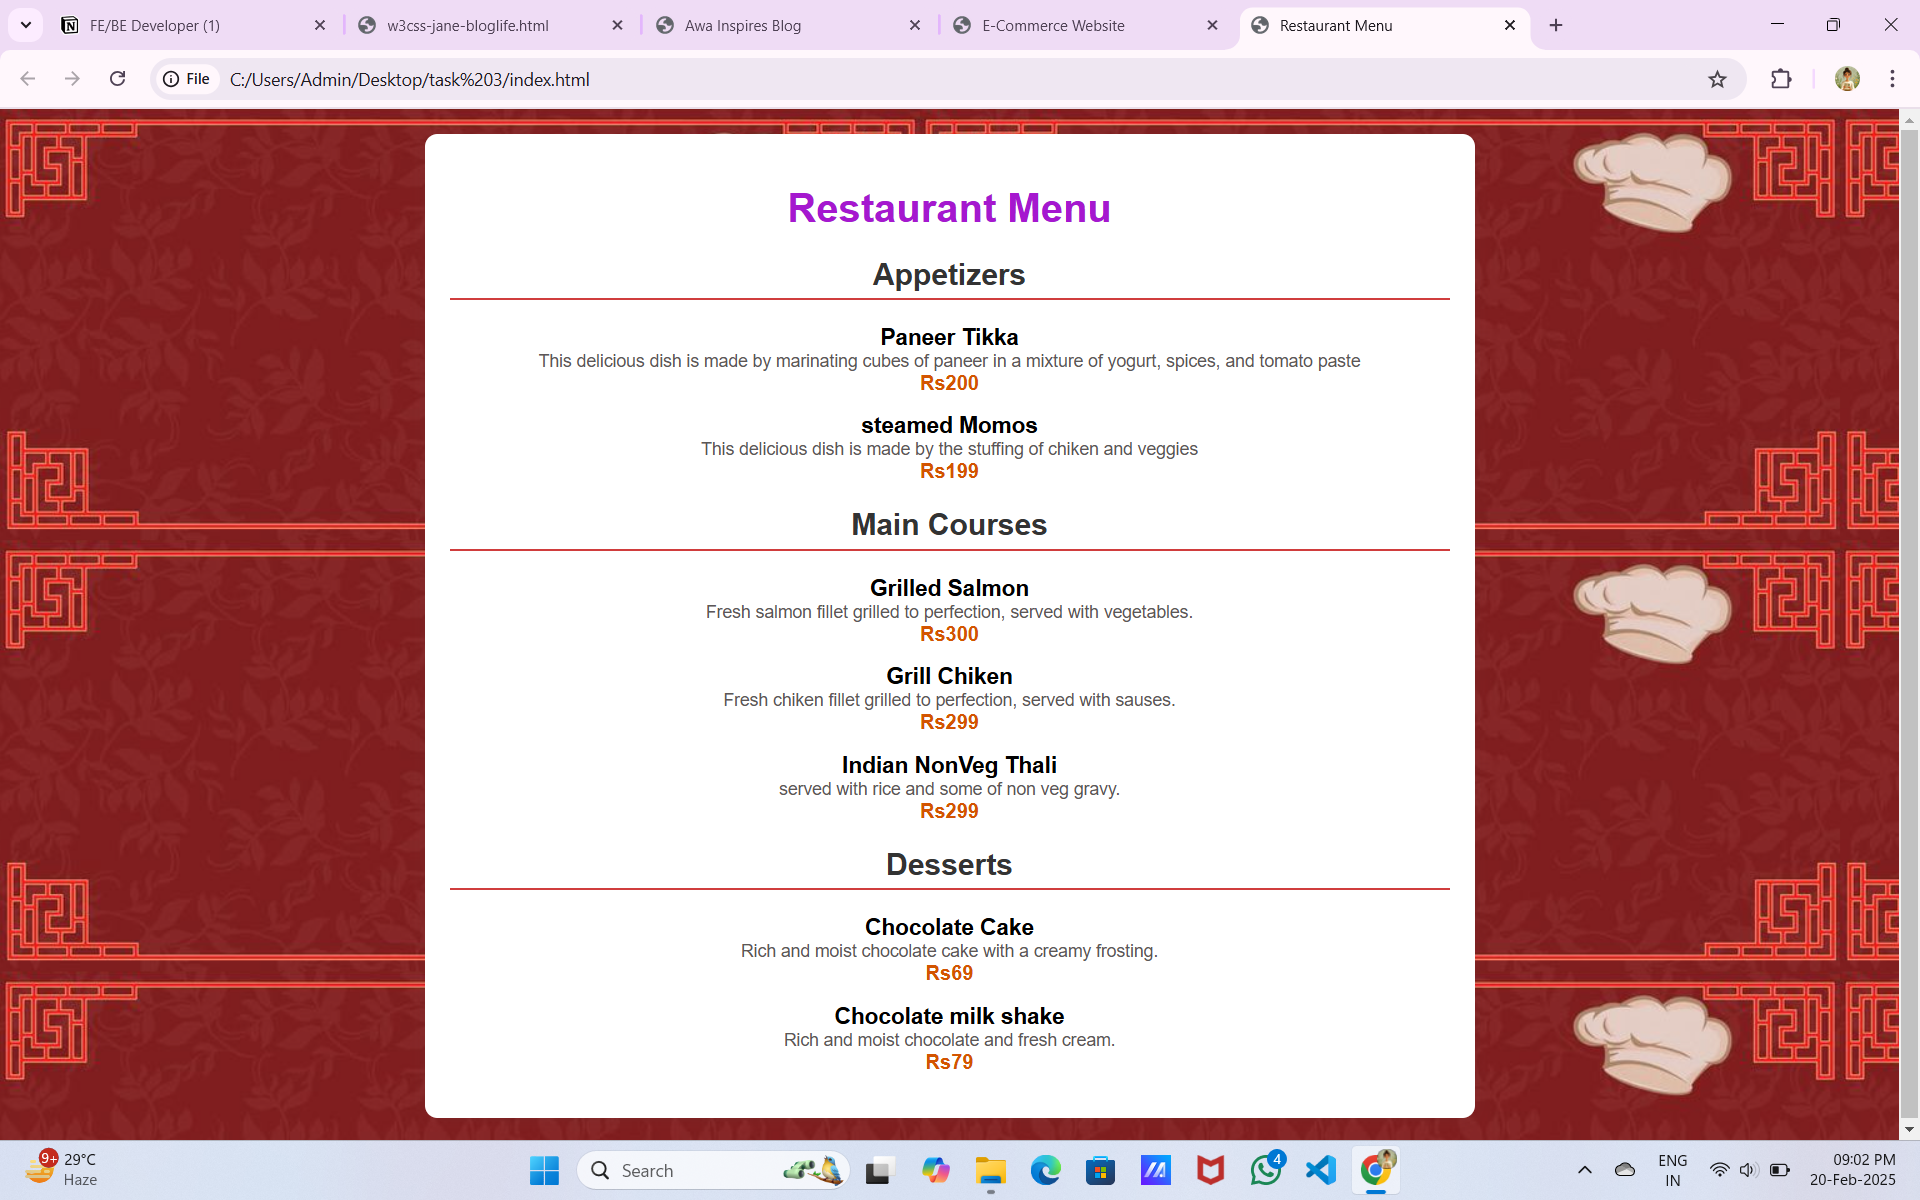 FE/BE Developer (1)
w3css-jane-bloglife.html
Awa Inspires Blog
E-Commerce Website
Restaurant Menu
File
C:/Users/Admin/Desktop/task%203/index.html
Restaurant Menu
Appetizers
Paneer Tikka
This delicious dish is made by marinating cubes of paneer in a mixture of yogurt, spices, and tomato paste
Rs200
steamed Momos
This delicious dish is made by the stuffing of chiken and veggies
Rs199
Main Courses
Grilled Salmon
Fresh salmon fillet grilled to perfection, served with vegetables.
Rs300
Grill Chiken
Fresh chiken fillet grilled to perfection, served with sauses.
Rs299
Indian NonVeg Thali
served with rice and some of non veg gravy.
Rs299
Desserts
Chocolate Cake
Rich and moist chocolate cake with a creamy frosting.
Rs69
Chocolate milk shake
Rich and moist chocolate and fresh cream.
Rs79
9+
29°C
Haze
Search
4
ENG
IN
09:02 PM
20-Feb-2025